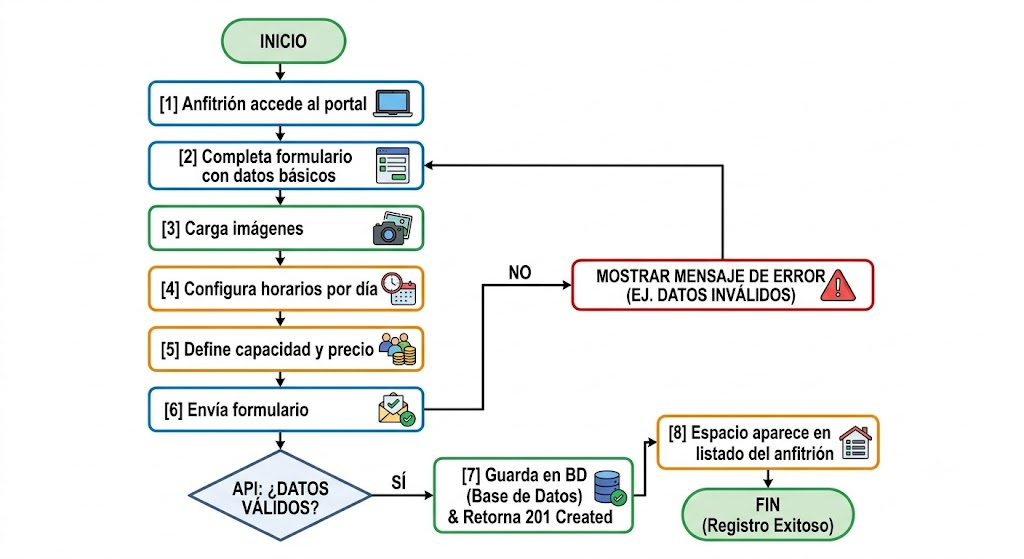 INICIO
[1] Anfitrión accede al portal
[2] Completa formulario
con datos básicos
[3] Carga imágenes
[4] Configura horarios por día
[5] Define capacidad y precio
[6] Envía formulario
NO
MOSTRAR MENSAJE DE ERROR
(EJ. DATOS INVÁLIDOS)
API: ¿DATOS
VÁLIDOS?
SÍ
[7] Guarda en BD
(Base de Datos)
& Retorna 201 Created
[8] Espacio aparece en
listado del anfitrión
FIN
(Registro Exitoso)